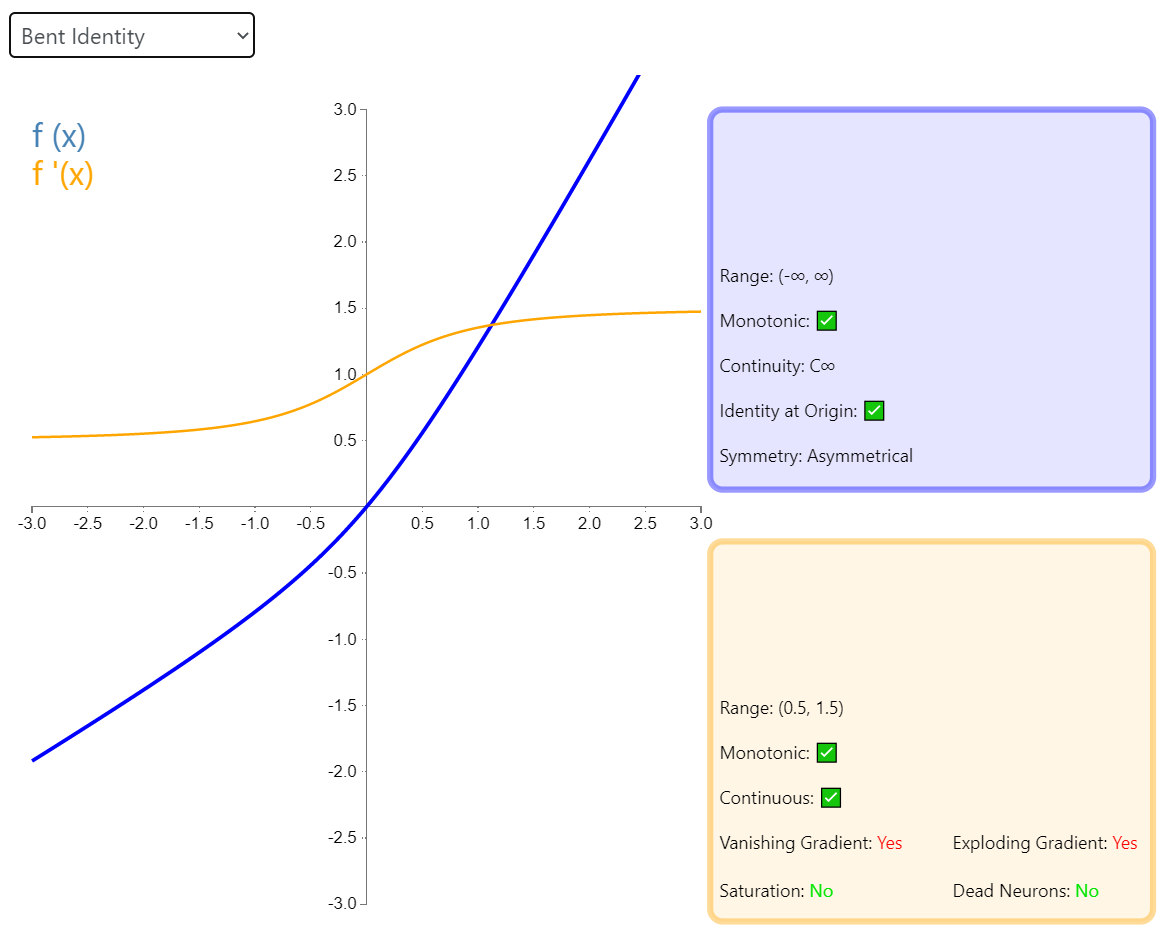 Bent Identity
f (x)
f '(x)
3.0
2.5
2.0
1.5
1.0
0.5
-3.0 -2.5 -2.0 -1.5 -1.0 -0.5 0.5 1.0 1.5 2.0 2.5 3.0
-0.5
-1.0
-1.5
-2.0
-2.5
-3.0
Range: (-∞, ∞)
Monotonic: ✅
Continuity: C∞
Identity at Origin: ✅
Symmetry: Asymmetrical
Range: (0.5, 1.5)
Monotonic: ✅
Continuous: ✅
Vanishing Gradient: Yes Exploding Gradient: Yes
Saturation: No Dead Neurons: No